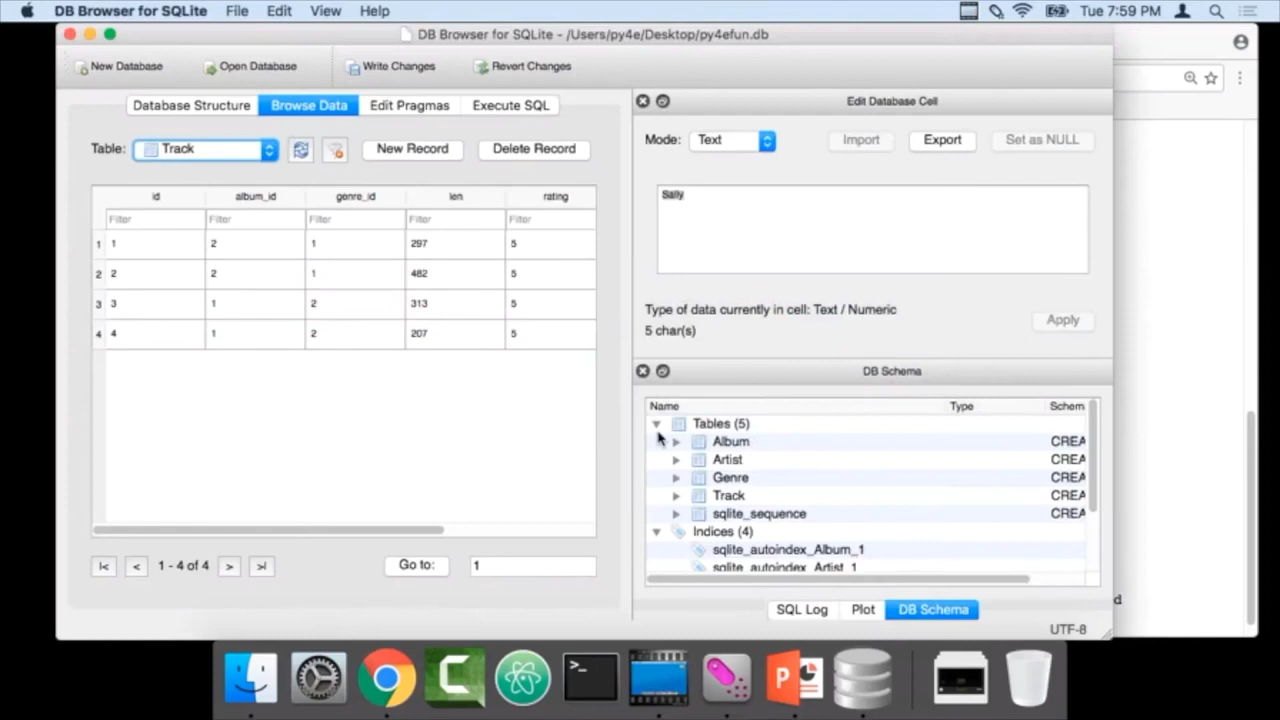 DB Browser for SQLite File Edit View Help Tue 7:59 PM
DB Browser for SQLite - /Users/py4e/Desktop/py4efun.db
New Database Open Database Write Changes Revert Changes
Database Structure Browse Data Edit Pragmas Execute SQL
Table: Track New Record Delete Record
id album_id genre_id len rating
Filter Filter Filter Filter Filter
1 1 2 1 297 5
2 2 2 1 482 5
3 3 1 2 313 5
4 4 1 2 207 5
1 - 4 of 4 Go to: 1
Edit Database Cell
Mode: Text Import Export Set as NULL
Sally
Type of data currently in cell: Text / Numeric
5 char(s)
Apply
DB Schema
Name Type Schem
Tables (5)
Album CREA
Artist CREA
Genre CREA
Track CREA
sqlite_sequence CREA
Indices (4)
sqlite_autoindex_Album_1
sqlite_autoindex_Artist_1
SQL Log Plot DB Schema
UTF-8
d